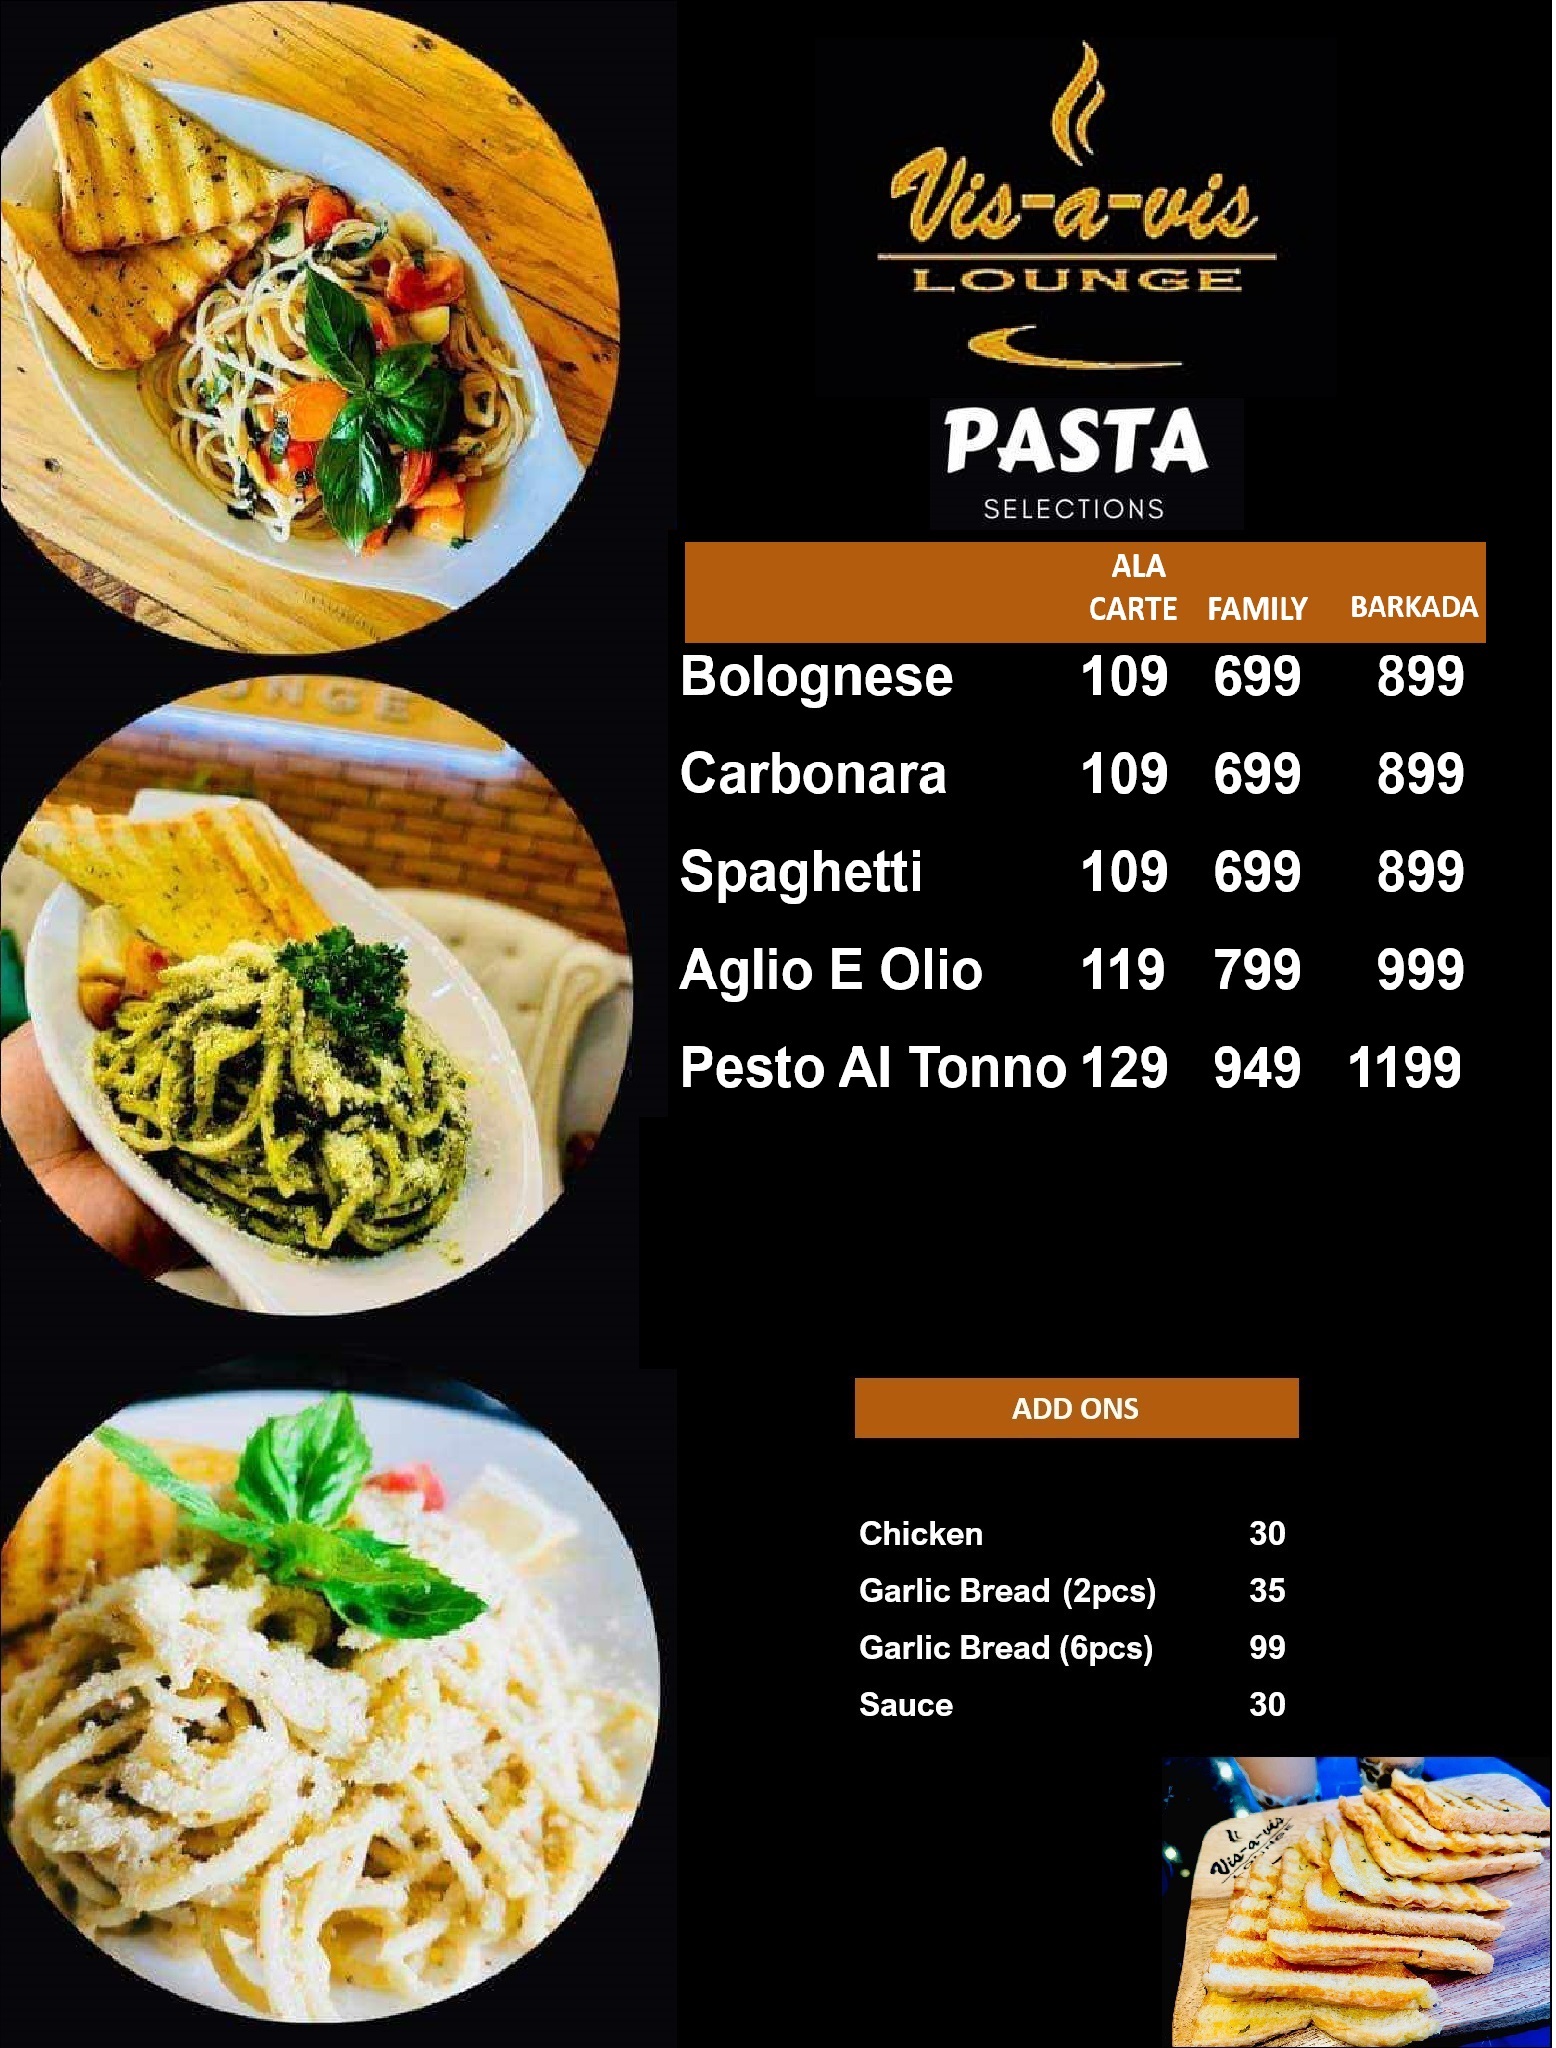 Vis-a-vis
LOUNGE
PASTA
SELECTIONS
ALA CARTE FAMILY BARKADA
Bolognese 109 699 899
Carbonara 109 699 899
Spaghetti 109 699 899
Aglio E Olio 119 799 999
Pesto Al Tonno 129 949 1199
UNGE
ADD ONS
Chicken 30
Garlic Bread (2pcs) 35
Garlic Bread (6pcs) 99
Sauce 30
Vis-a-vis
LOUNGE